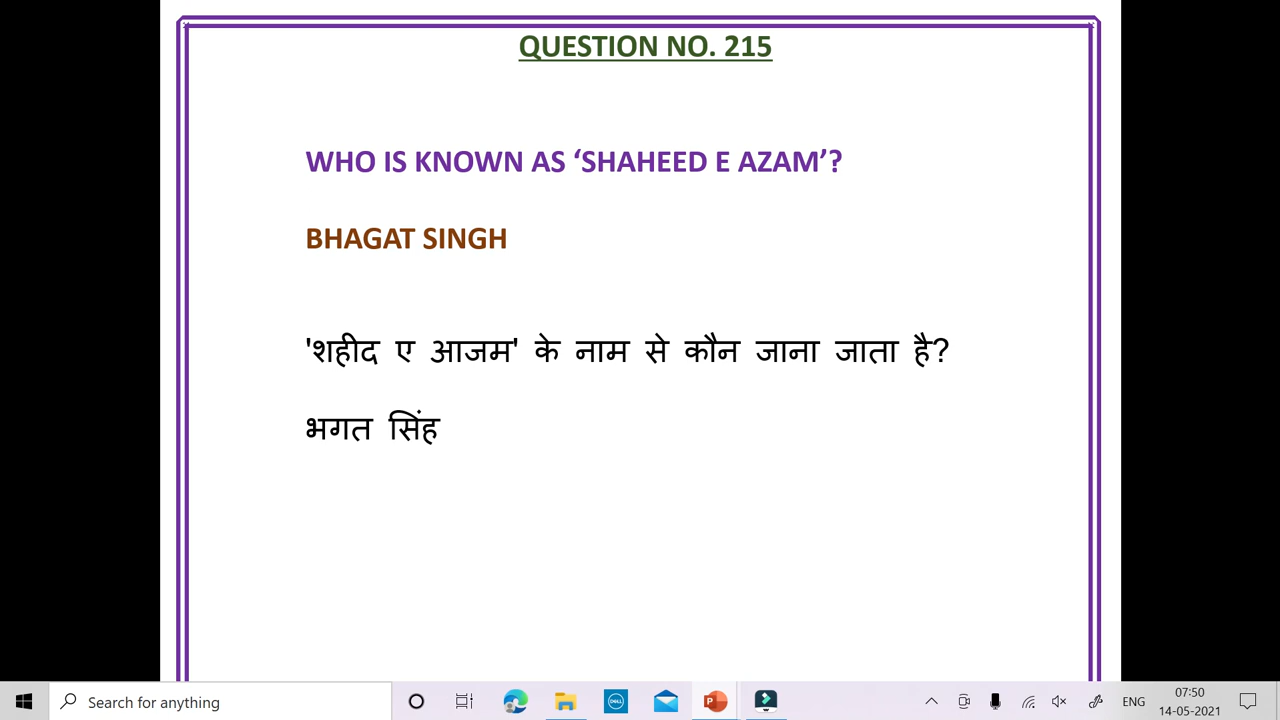 QUESTION NO. 215
WHO IS KNOWN AS ‘SHAHEED E AZAM’?
BHAGAT SINGH
'शहीद ए आजम' के नाम से कौन जाना जाता है?
भगत सिंह
Search for anything
DELL
P
ENG
07:50
14-05-2021